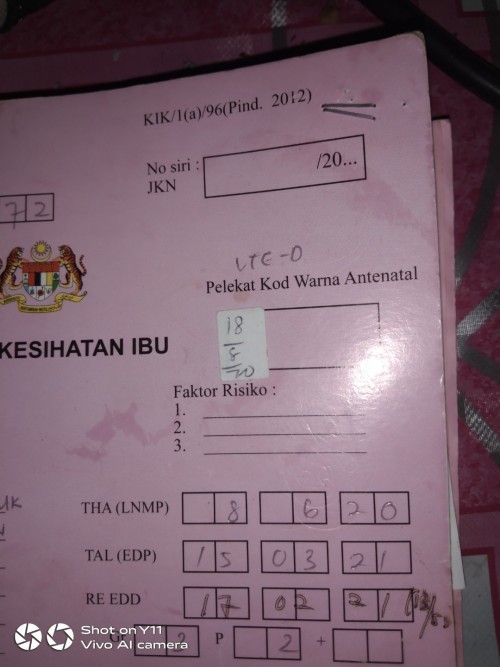 KIK/1(a)/96(Pind. 2012)
No siri :
JKN
/20...
72
Pelekat Kod Warna Antenatal
KESIHATAN IBU
18
8
20
Faktor Risiko :
1.
2.
3.
THA (LNMP) 8 6 20
TAL (EDP) 15 03 21
RE EDD 17 02 21
G 2 P 2 +
Shot on Y11
Vivo AI camera